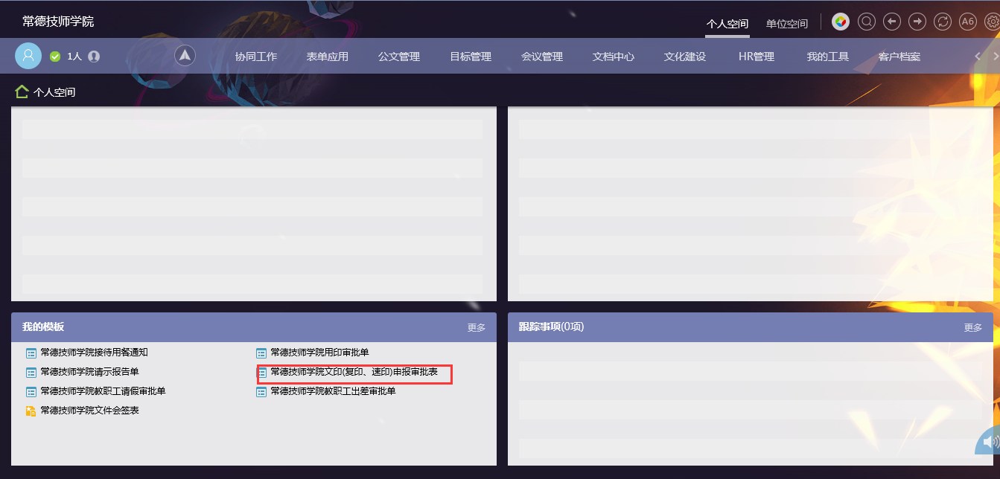 常德技师学院
个人空间 单位空间 A6
1人 协同工作 表单应用 公文管理 目标管理 会议管理 文档中心 文化建设 HR管理 我的工具 客户档案
个人空间
我的模板 更多
常德技师学院接待用餐通知
常德技师学院用印审批单
常德技师学院请示报告单
常德技师学院文印(复印、速印)申报审批表
常德技师学院教职工请假审批单
常德技师学院教职工出差审批单
常德技师学院文件会签表
跟踪事项(0项) 更多